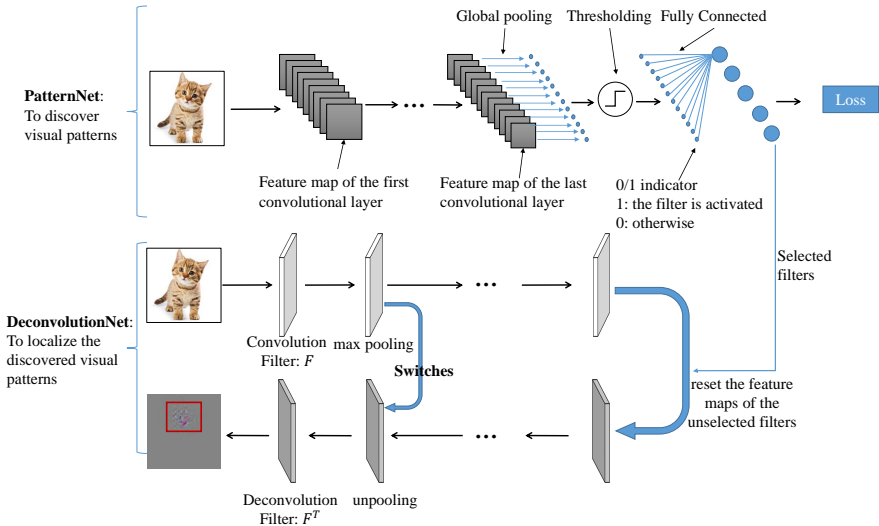 Global pooling
Thresholding
Fully Connected
PatternNet:
To discover
visual patterns
Loss
Feature map of the first
convolutional layer
Feature map of the last
convolutional layer
0/1 indicator
1: the filter is activated
0: otherwise
Selected
filters
DeconvolutionNet:
To localize the
discovered visual
patterns
Convolution
Filter: F
max pooling
Switches
reset the feature
maps of the
unselected filters
Deconvolution
Filter: Fᵀ
unpooling